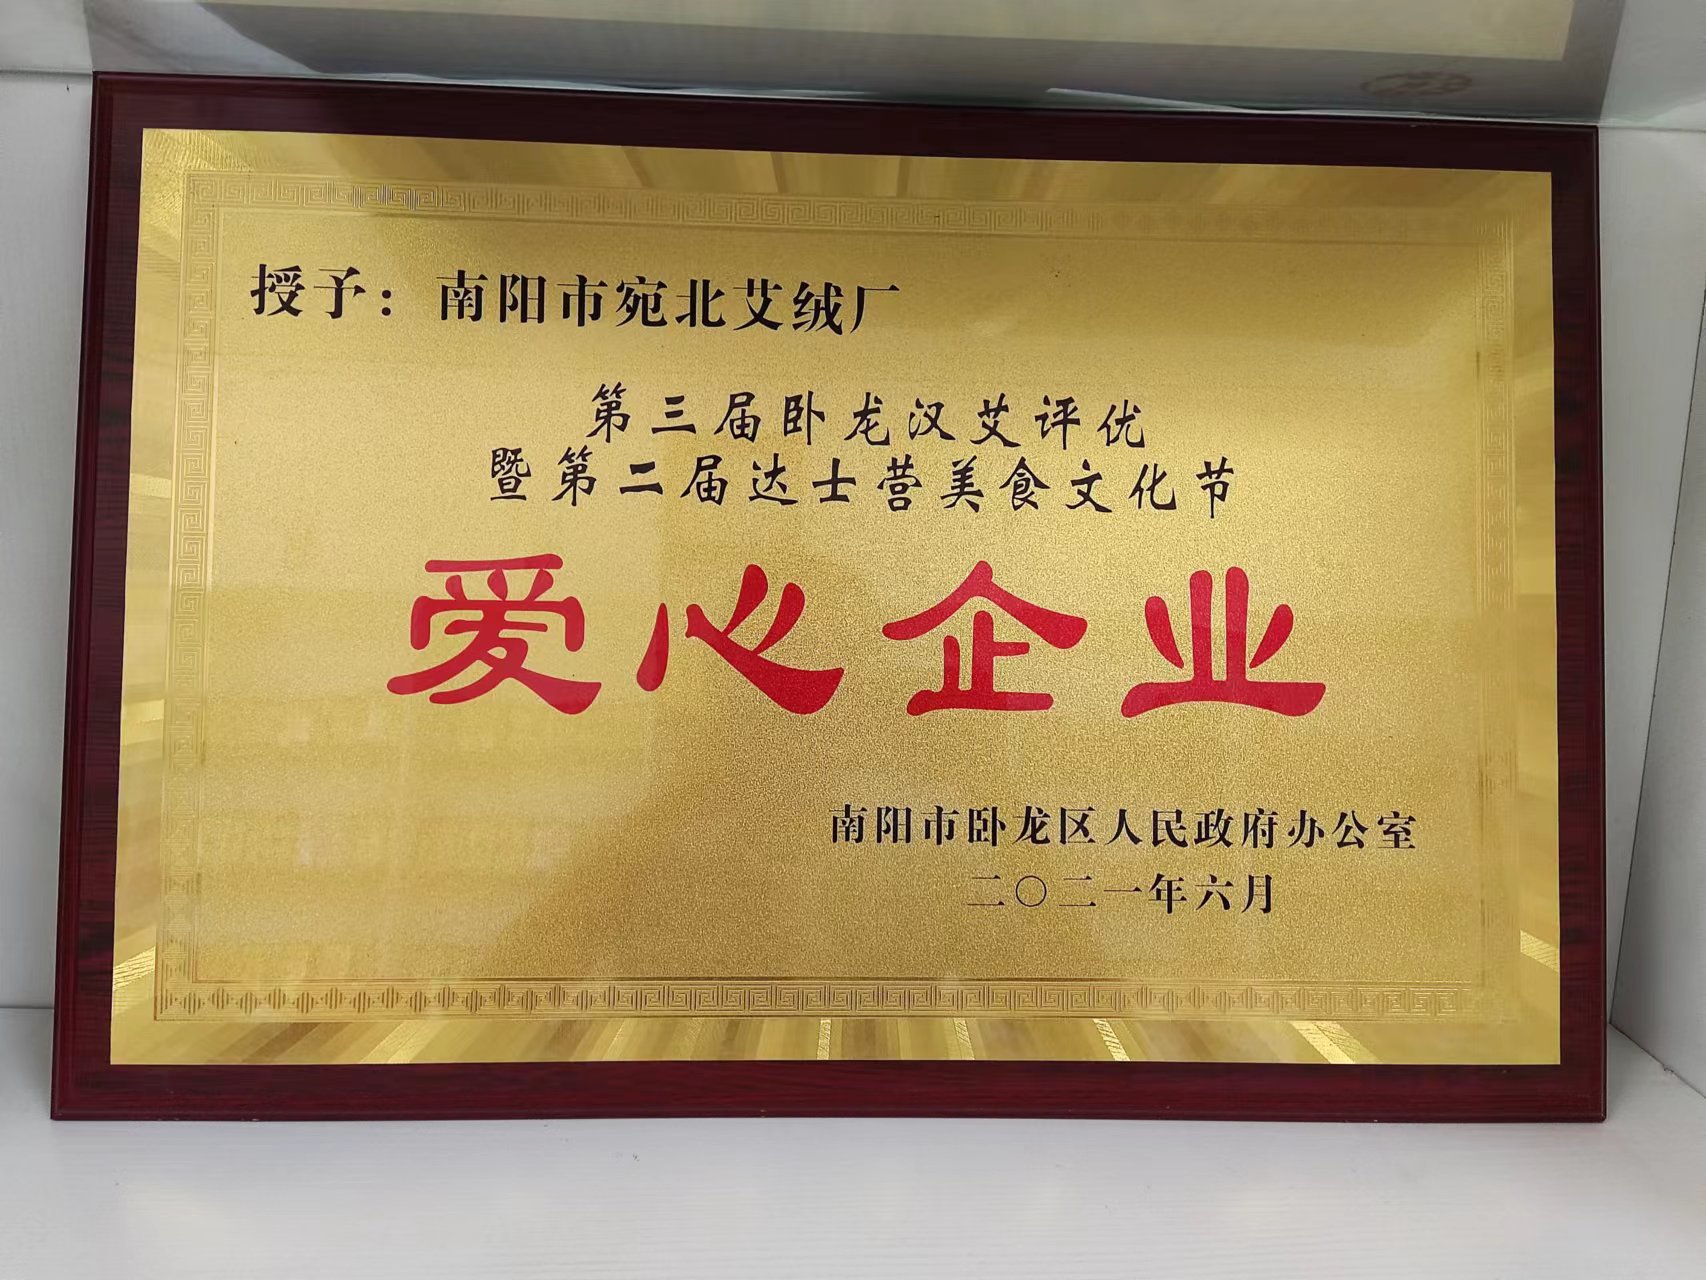 授予：南阳市宛北艾绒厂
第三届卧龙汉艾评优
暨第二届达士营美食文化节
爱心企业
南阳市卧龙区人民政府办公室
二〇二一年六月